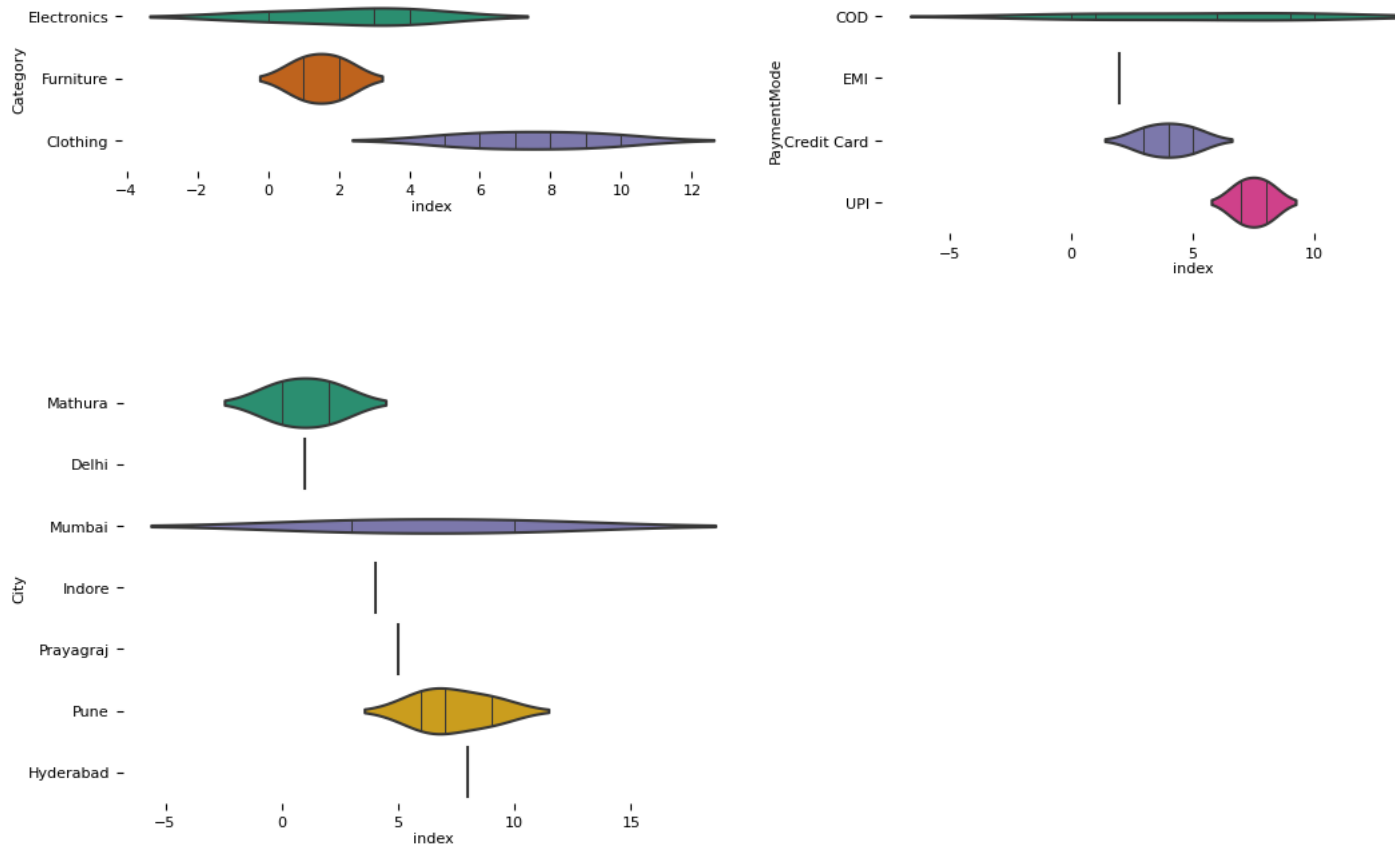 Electronics
Furniture
Clothing
Category
−4 −2 0 2 4 6 8 10 12
index
COD
EMI
Credit Card
UPI
PaymentMode
−5 0 5 10
index
Mathura
Delhi
Mumbai
Indore
Prayagraj
Pune
Hyderabad
City
−5 0 5 10 15
index